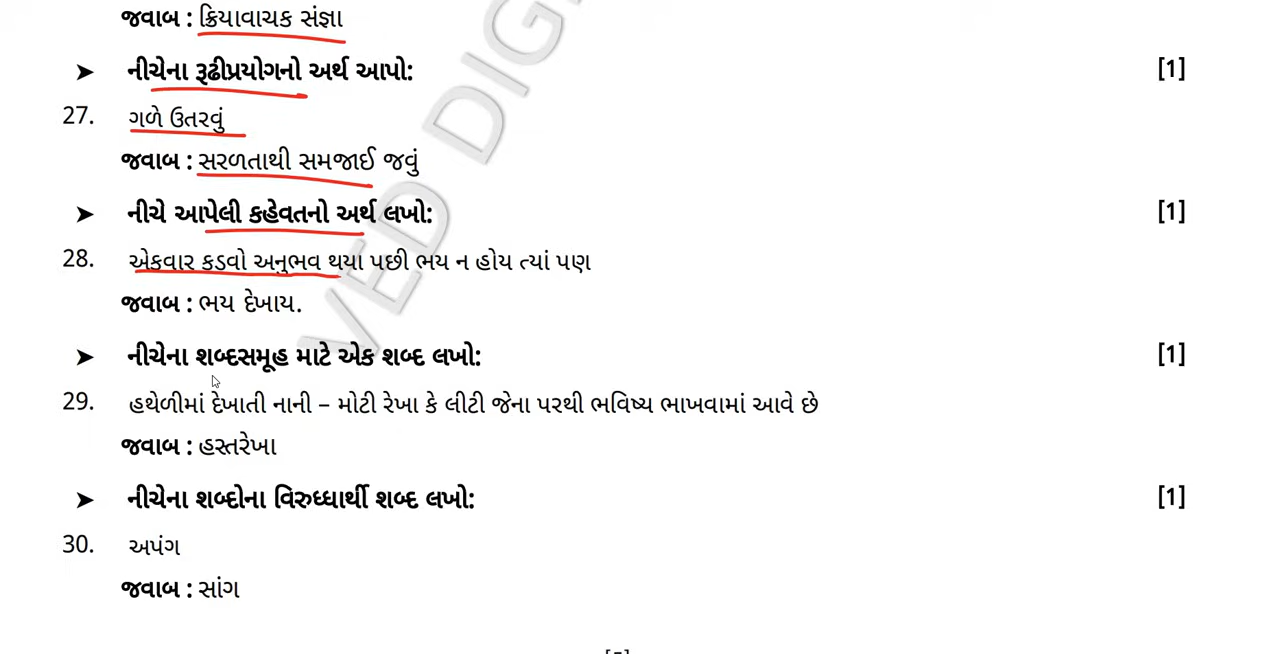 જવાબ : ક્રિયાવાચક સંજ્ઞા
➤ નીચેના રૂઢીપ્રયોગનો અર્થ આપો: [1]
27. ગળે ઉતરવું
જવાબ : સરળતાથી સમજાઈ જવું
➤ નીચે આપેલી કહેવતનો અર્થ લખો: [1]
28. એકવાર કડવો અનુભવ થયા પછી ભય ન હોય ત્યાં પણ
જવાબ : ભય દેખાય.
➤ નીચેના શબ્દસમૂહ માટે એક શબ્દ લખો: [1]
29. હથેળીમાં દેખાતી નાની – મોટી રેખા કે લીટી જેના પરથી ભવિષ્ય ભાખવામાં આવે છે
જવાબ : હસ્તરેખા
➤ નીચેના શબ્દોના વિરુધ્ધાર્થી શબ્દ લખો: [1]
30. અપંગ
જવાબ : સાંગ
VED DIG